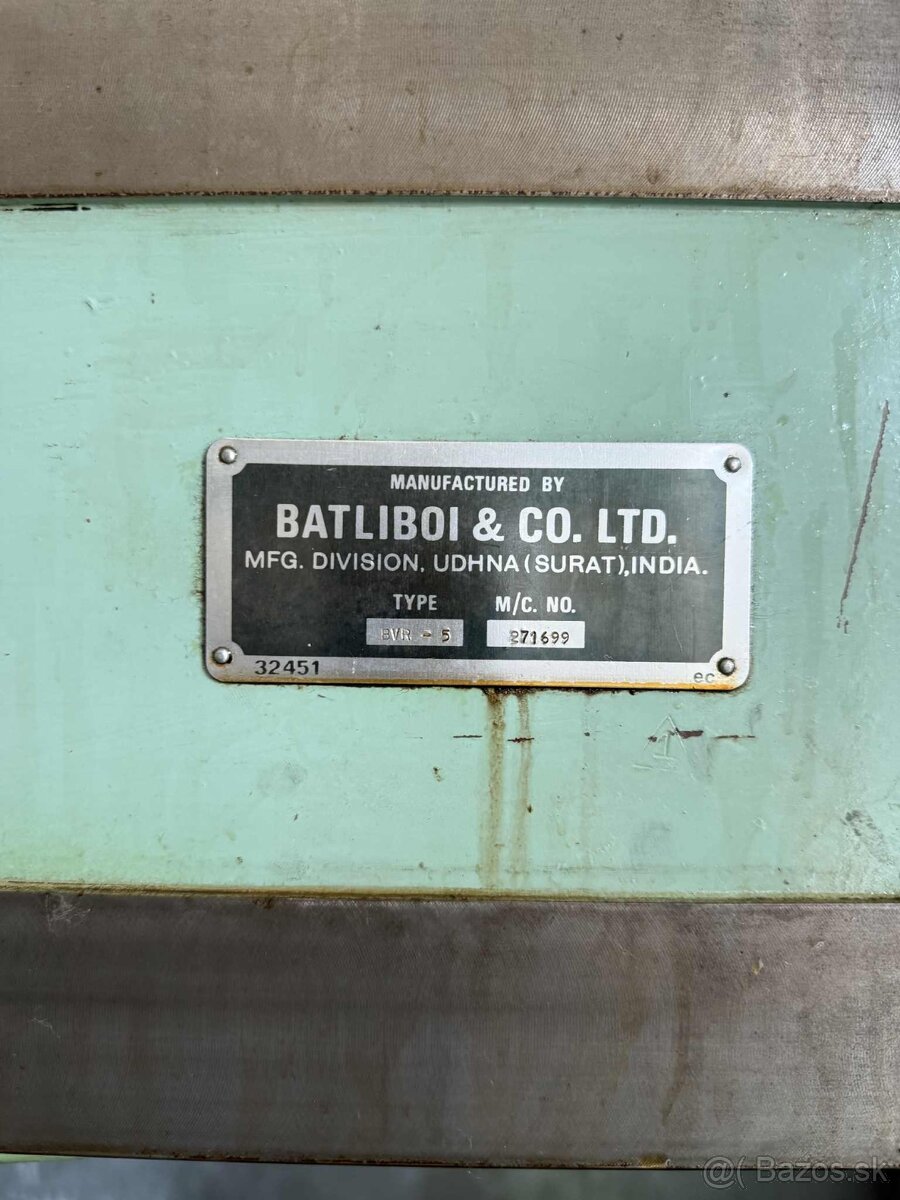 MANUFACTURED BY
BATLIBOI & CO. LTD.
MFG. DIVISION, UDHNA (SURAT), INDIA.
TYPE M/C. NO.
BVR - 5 271699
32451 ec
@( Bazos.sk